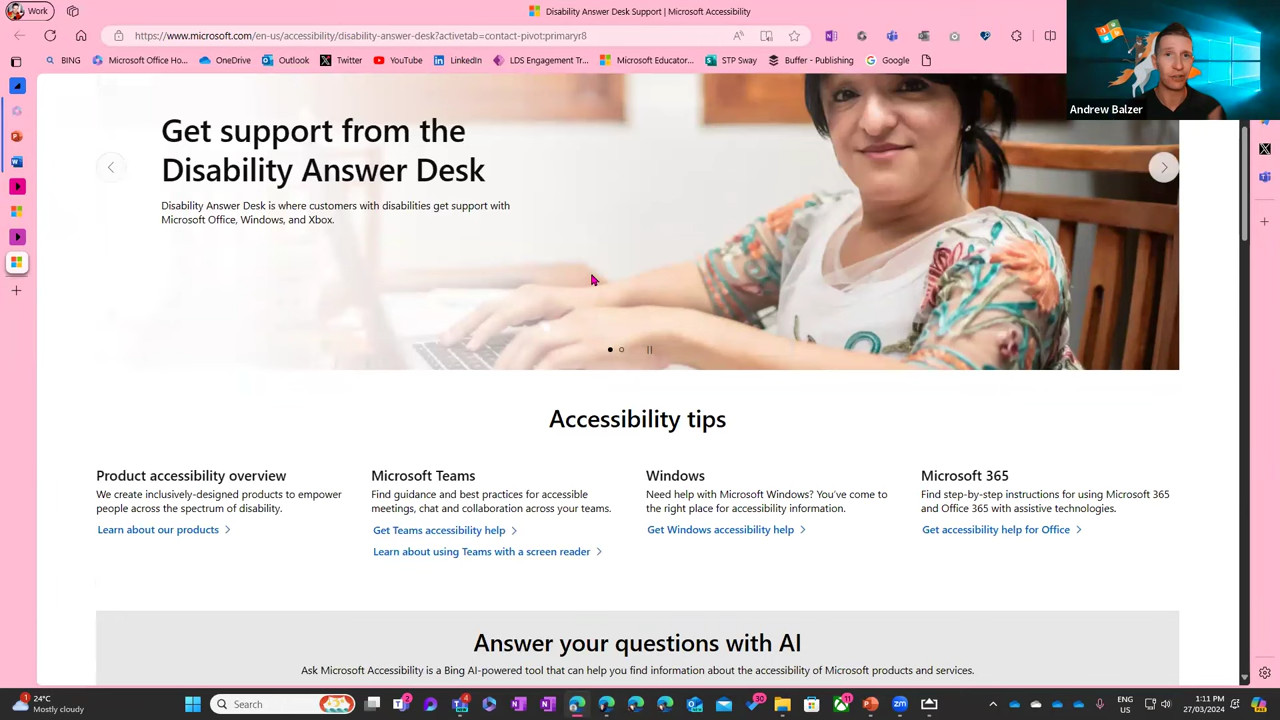 Work
Disability Answer Desk Support | Microsoft Accessibility
https://www.microsoft.com/en-us/accessibility/disability-answer-desk?activetab=contact-pivot:primaryr8
BING
Microsoft Office Ho...
OneDrive
Outlook
Twitter
YouTube
LinkedIn
LDS Engagement Tr...
Microsoft Educator...
STP Sway
Buffer - Publishing
Google
Andrew Balzer
Get support from the
Disability Answer Desk
Disability Answer Desk is where customers with disabilities get support with
Microsoft Office, Windows, and Xbox.
Accessibility tips
Product accessibility overview
We create inclusively-designed products to empower
people across the spectrum of disability.
Learn about our products
Microsoft Teams
Find guidance and best practices for accessible
meetings, chat and collaboration across your teams.
Get Teams accessibility help
Learn about using Teams with a screen reader
Windows
Need help with Microsoft Windows? You've come to
the right place for accessibility information.
Get Windows accessibility help
Microsoft 365
Find step-by-step instructions for using Microsoft 365
and Office 365 with assistive technologies.
Get accessibility help for Office
Answer your questions with AI
Ask Microsoft Accessibility is a Bing AI-powered tool that can help you find information about the accessibility of Microsoft products and services.
1
24°C
Mostly cloudy
Search
2
4
30
11
zm
ENG
US
1:11 PM
27/03/2024